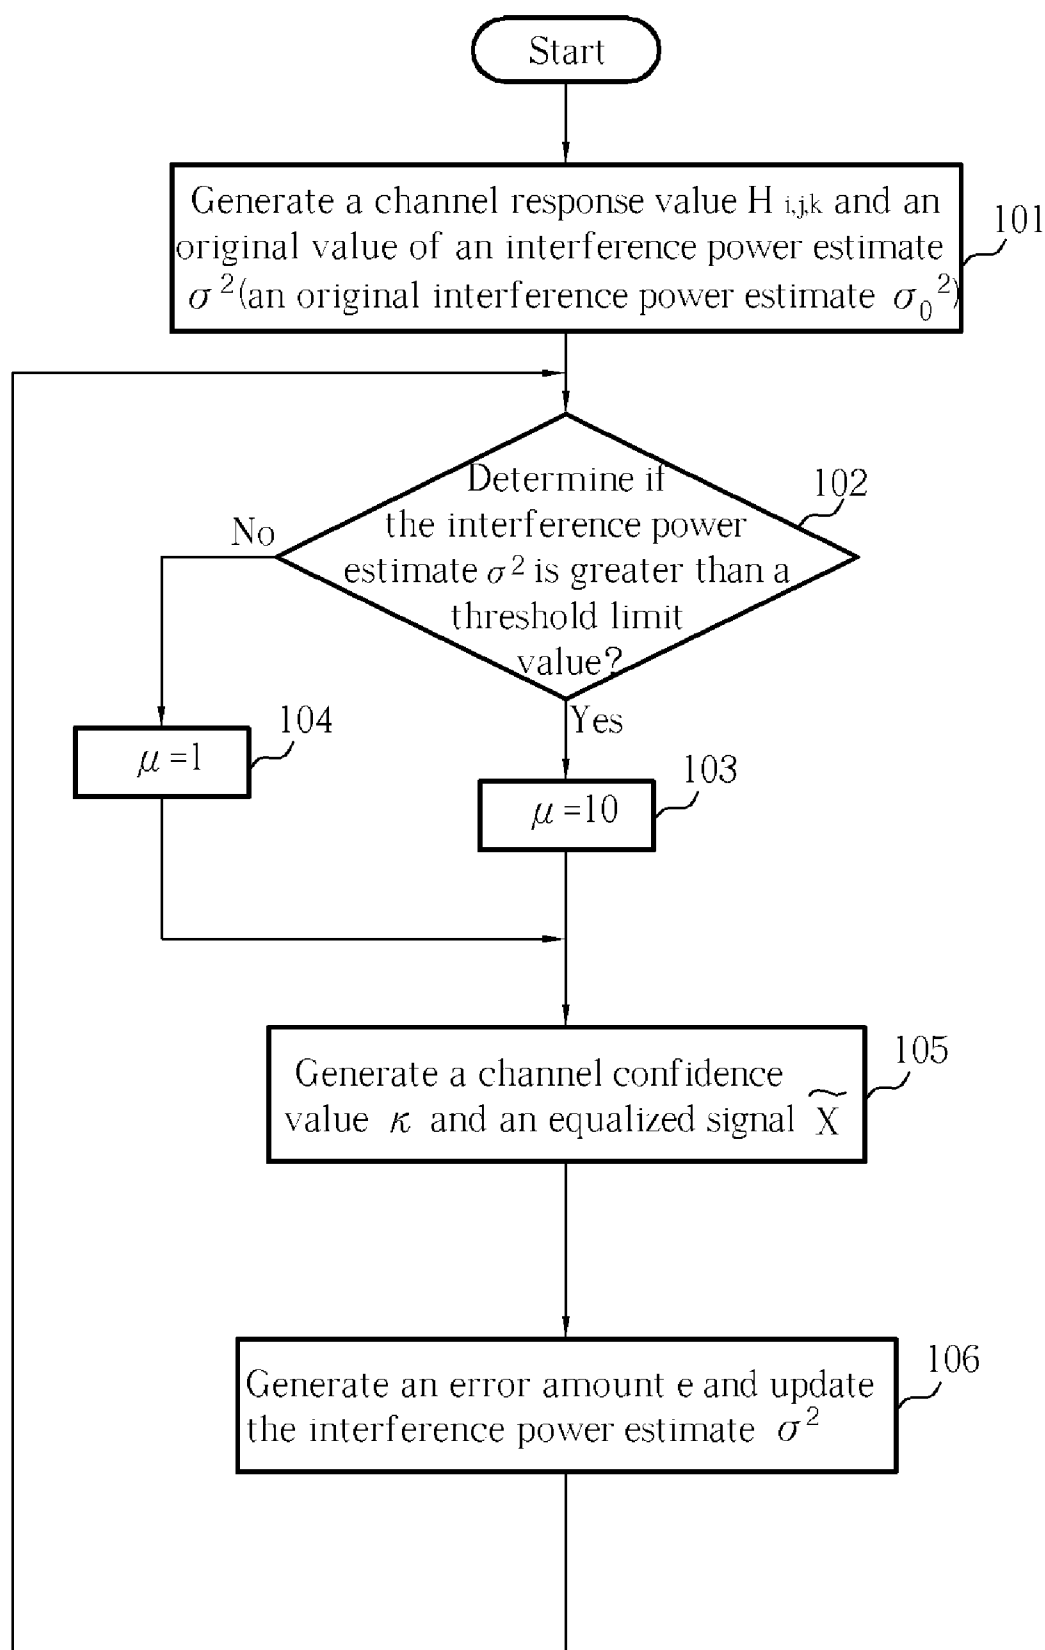 Start
Generate a channel response value H i,j,k and an
original value of an interference power estimate
σ² (an original interference power estimate σ₀²)
101
Determine if
the interference power
estimate σ² is greater than a
threshold limit
value?
102
No
Yes
μ=1
104
μ=10
103
Generate a channel confidence
value κ and an equalized signal X̃
105
Generate an error amount e and update
the interference power estimate σ²
106